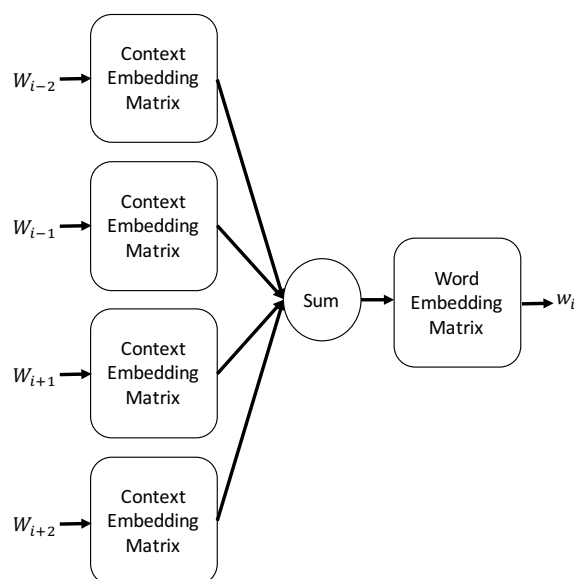 W_{i−2}
Context
Embedding
Matrix
W_{i−1}
Context
Embedding
Matrix
Sum
Word
Embedding
Matrix
w_i
W_{i+1}
Context
Embedding
Matrix
W_{i+2}
Context
Embedding
Matrix